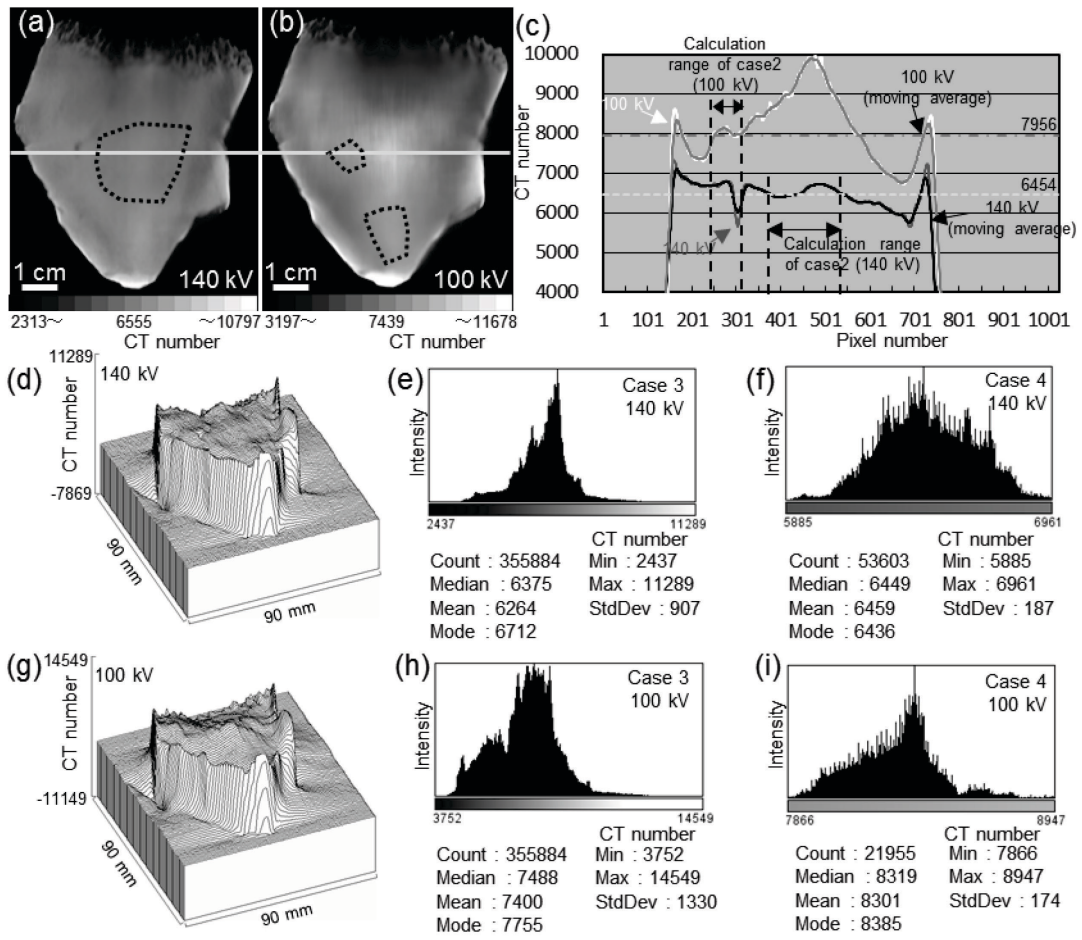 (a)
1 cm
140 kV
2313～ 6555 ～10797
CT number
(b)
1 cm
100 kV
3197～ 7439 ～11678
CT number
(c)
CT number
10000
9000
8000
7000
6000
5000
4000
Calculation
range of case2
(100 kV)
100 kV
100 kV
(moving average)
7956
6454
140 kV
140 kV
(moving average)
Calculation range
of case2 (140 kV)
1 101 201 301 401 501 601 701 801 901 1001
Pixel number
(d)
140 kV
11289
CT number
-7869
90 mm
90 mm
(e)
Case 3
140 kV
Intensity
2437 11289
CT number
Count : 355884 Min : 2437
Median : 6375 Max : 11289
Mean : 6264 StdDev : 907
Mode : 6712
(f)
Case 4
140 kV
Intensity
5885 6961
CT number
Count : 53603 Min : 5885
Median : 6449 Max : 6961
Mean : 6459 StdDev : 187
Mode : 6436
(g)
100 kV
14549
CT number
-11149
90 mm
90 mm
(h)
Case 3
100 kV
Intensity
3752 14549
CT number
Count : 355884 Min : 3752
Median : 7488 Max : 14549
Mean : 7400 StdDev : 1330
Mode : 7755
(i)
Case 4
100 kV
Intensity
7866 8947
CT number
Count : 21955 Min : 7866
Median : 8319 Max : 8947
Mean : 8301 StdDev : 174
Mode : 8385